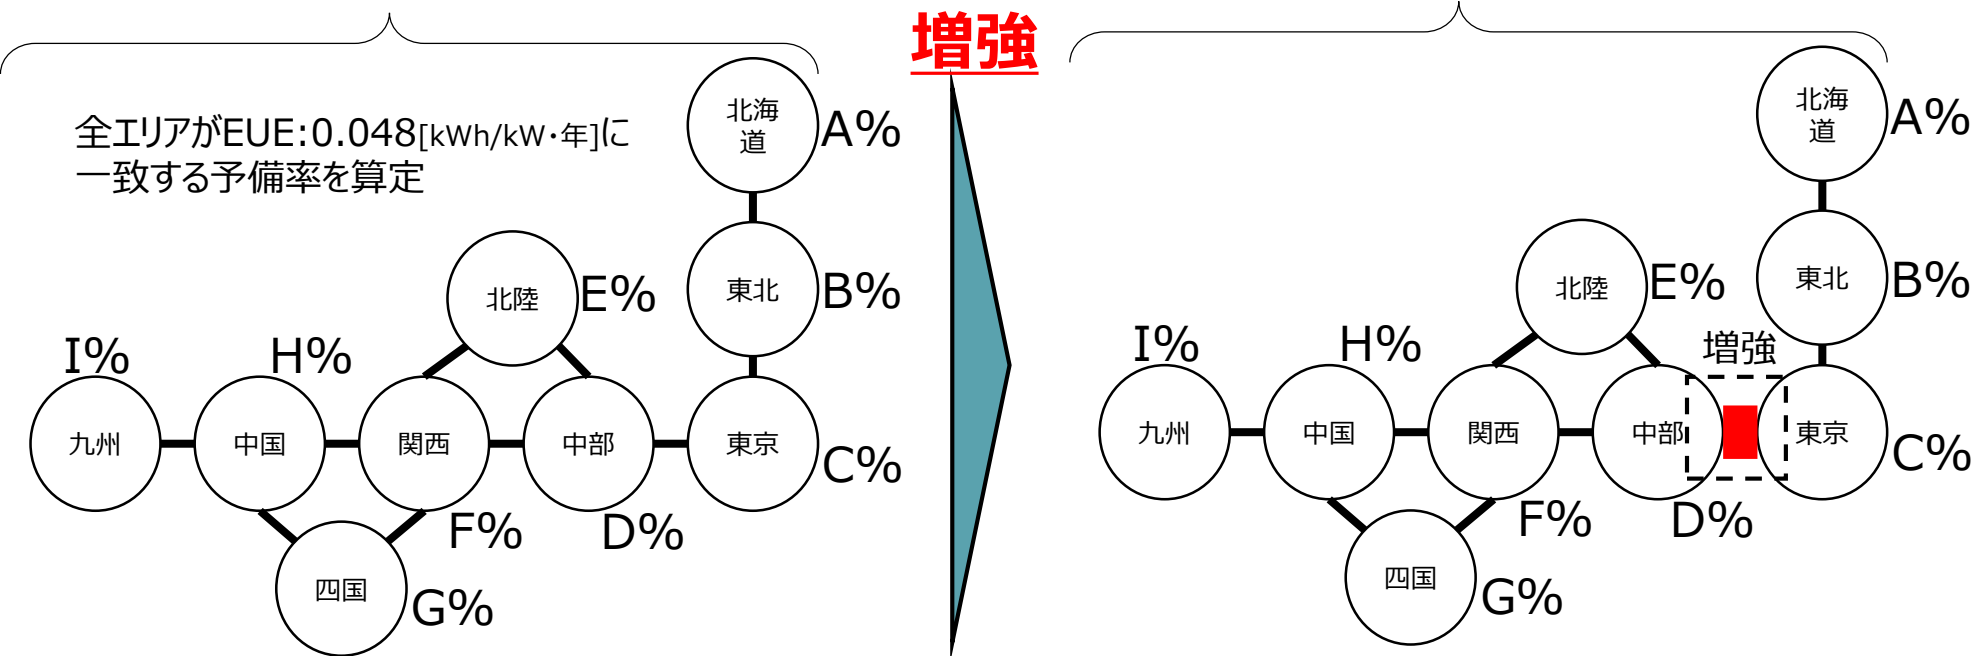 増強
全エリアがEUE:0.048[kWh/kW・年]に
一致する予備率を算定
北海
道
A%
東北
B%
北陸
E%
I%
H%
九州
中国
関西
中部
東京
C%
F%
D%
四国
G%
北海
道
A%
東北
B%
北陸
E%
増強
I%
H%
九州
中国
関西
中部
東京
C%
F%
D%
四国
G%